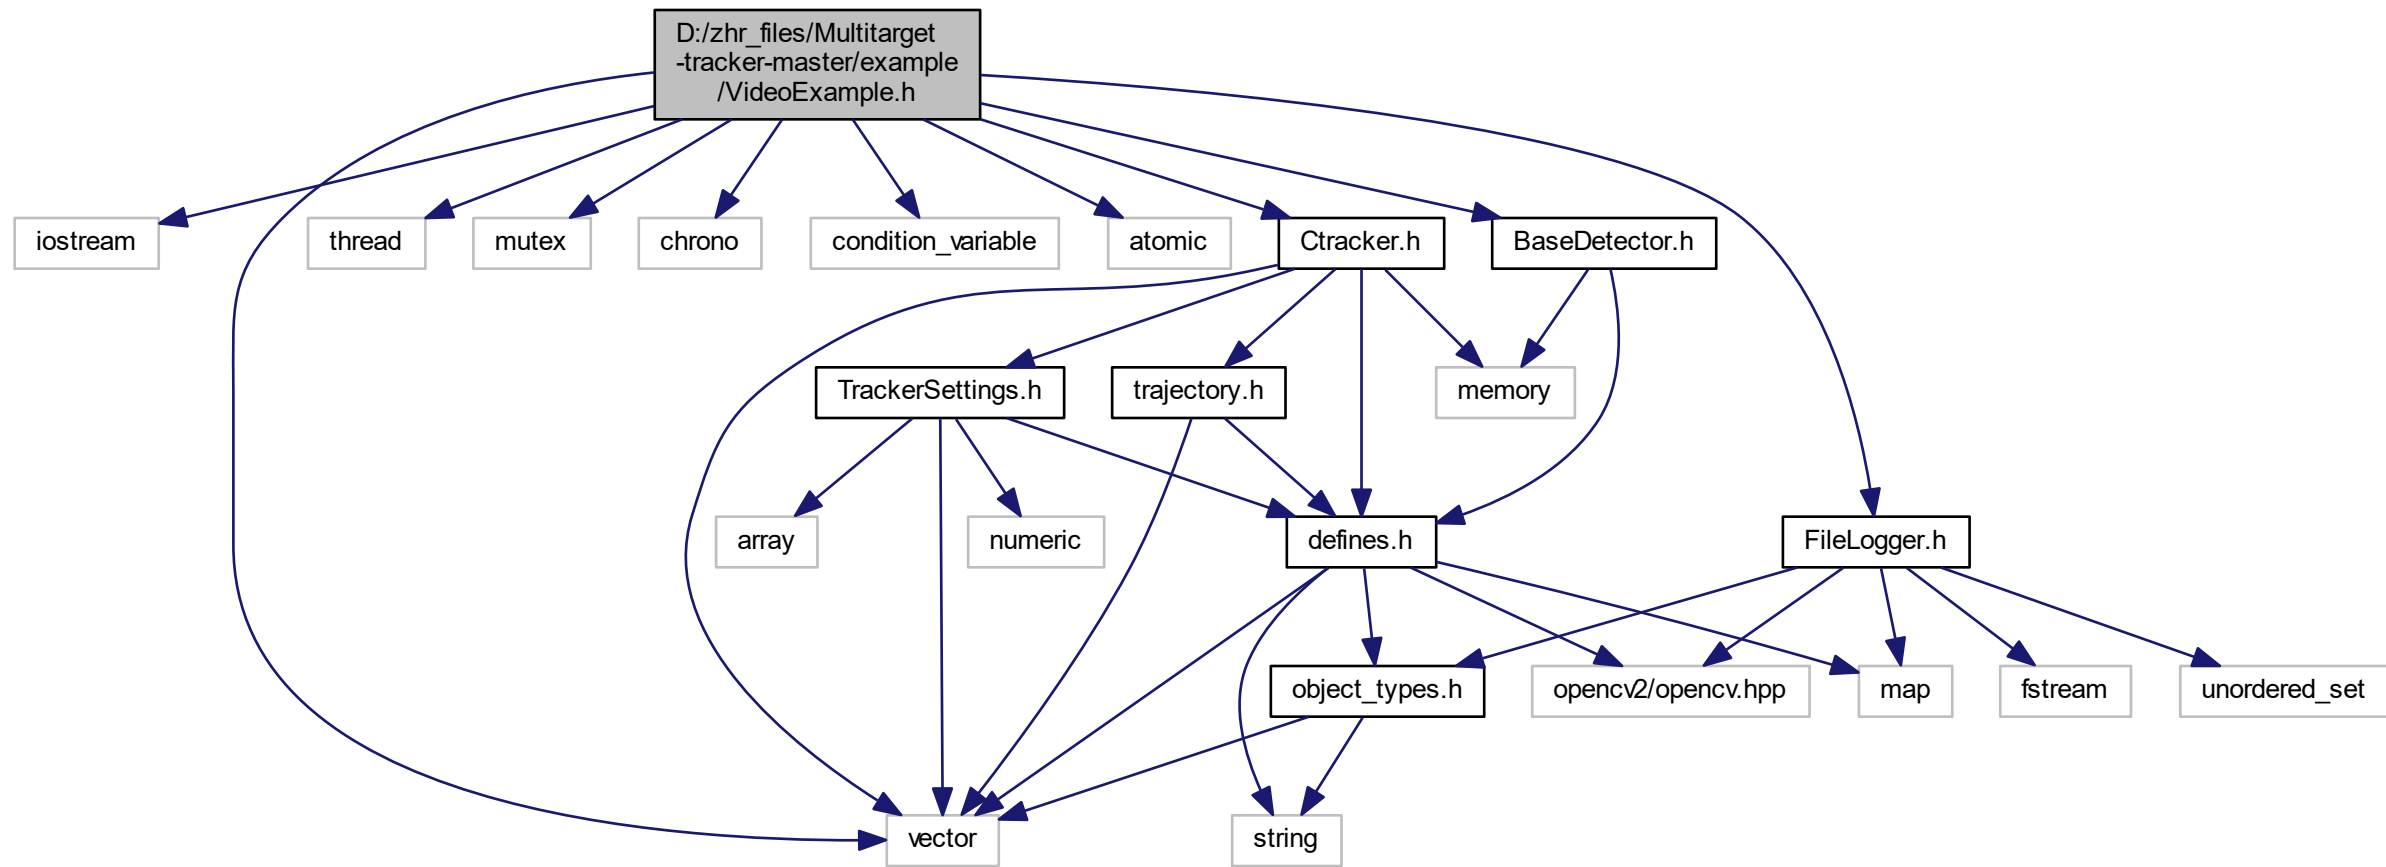 D:/zhr_files/Multitarget
-tracker-master/example
/VideoExample.h
iostream
thread
mutex
chrono
condition_variable
atomic
Ctracker.h
BaseDetector.h
TrackerSettings.h
trajectory.h
memory
array
numeric
defines.h
FileLogger.h
object_types.h
opencv2/opencv.hpp
map
fstream
unordered_set
vector
string